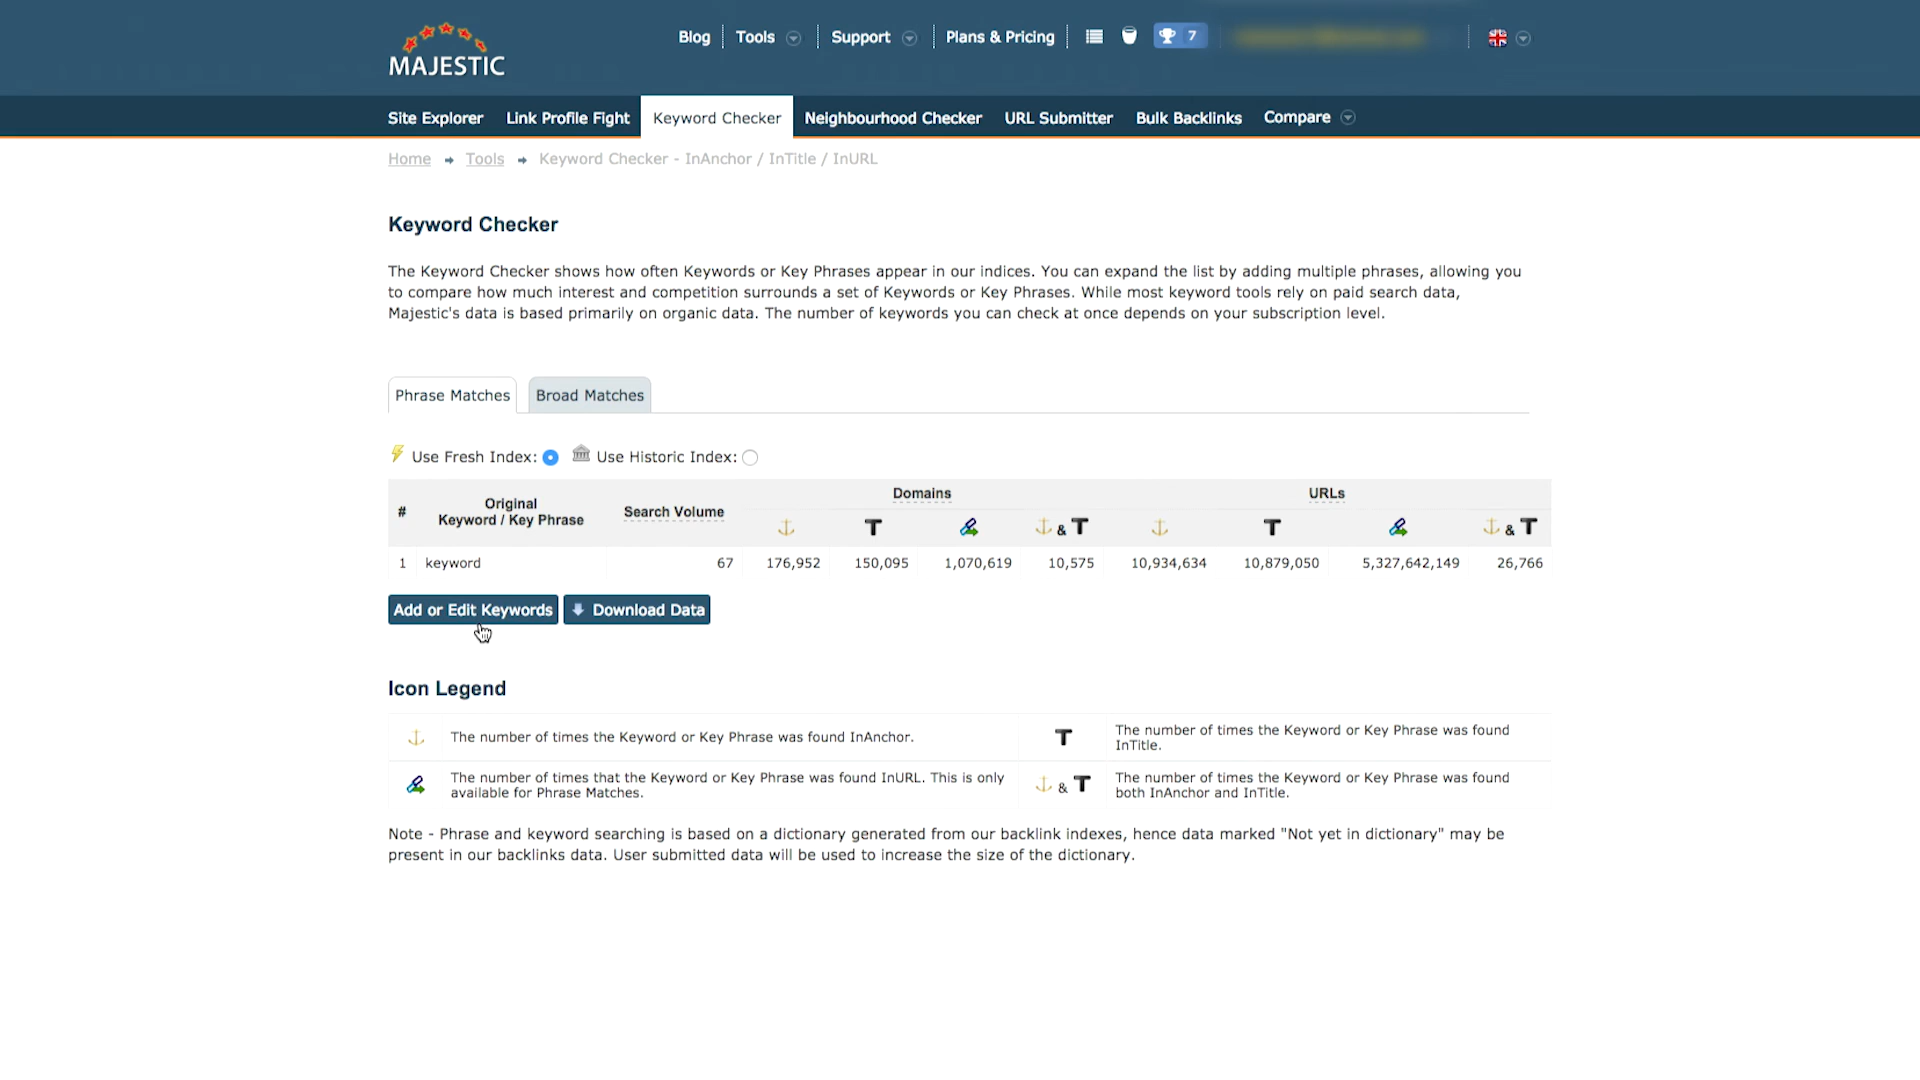 MAJESTIC
Blog
Tools
Support
Plans & Pricing
7
Site Explorer
Link Profile Fight
Keyword Checker
Neighbourhood Checker
URL Submitter
Bulk Backlinks
Compare
Home
Tools
Keyword Checker - InAnchor / InTitle / InURL
Keyword Checker
The Keyword Checker shows how often Keywords or Key Phrases appear in our indices. You can expand the list by adding multiple phrases, allowing you
to compare how much interest and competition surrounds a set of Keywords or Key Phrases. While most keyword tools rely on paid search data,
Majestic's data is based primarily on organic data. The number of keywords you can check at once depends on your subscription level.
Phrase Matches
Broad Matches
Use Fresh Index:
Use Historic Index:
#
Original
Keyword / Key Phrase
Search Volume
Domains
URLs
T
& T
T
& T
1 keyword 67 176,952 150,095 1,070,619 10,575 10,934,634 10,879,050 5,327,642,149 26,766
Add or Edit Keywords
Download Data
Icon Legend
The number of times the Keyword or Key Phrase was found InAnchor.
T
The number of times the Keyword or Key Phrase was found
InTitle.
The number of times that the Keyword or Key Phrase was found InURL. This is only
available for Phrase Matches.
& T
The number of times the Keyword or Key Phrase was found
both InAnchor and InTitle.
Note - Phrase and keyword searching is based on a dictionary generated from our backlink indexes, hence data marked "Not yet in dictionary" may be
present in our backlinks data. User submitted data will be used to increase the size of the dictionary.